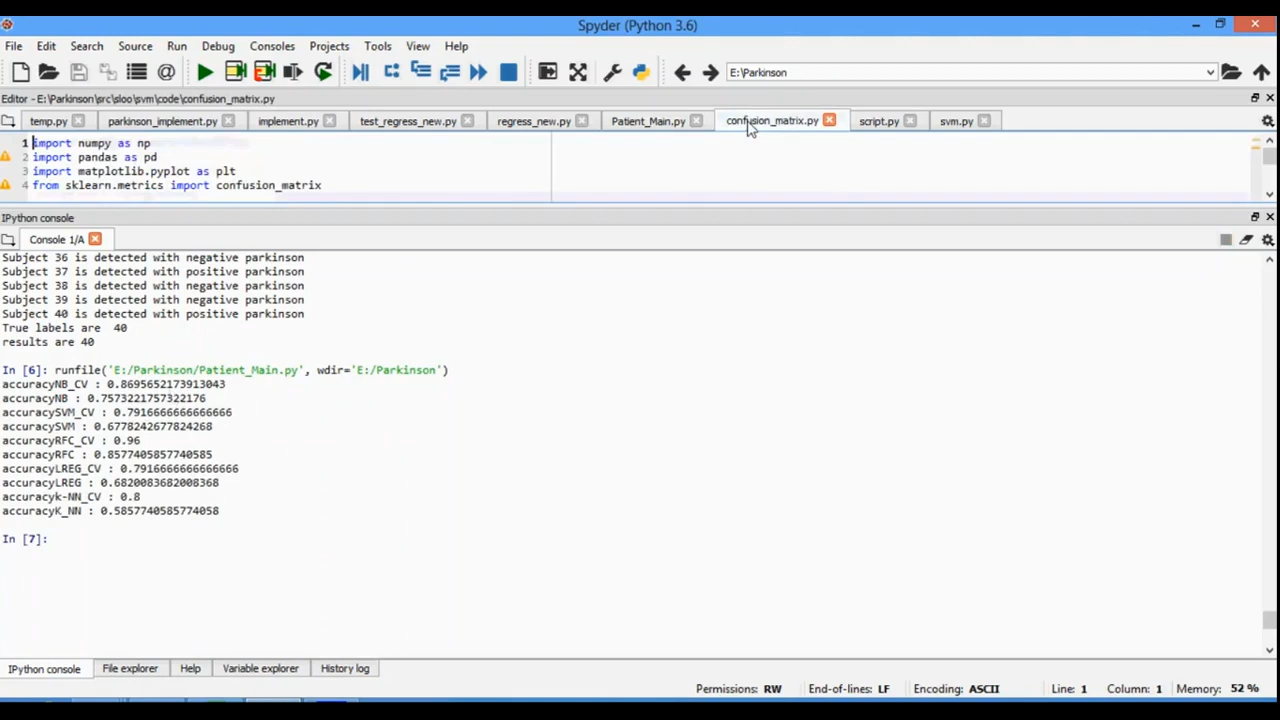 Spyder (Python 3.6)
File Edit Search Source Run Debug Consoles Projects Tools View Help
E:\Parkinson
Editor - E:\Parkinson\src\sloo\svm\code\confusion_matrix.py
temp.py parkinson_implement.py implement.py test_regress_new.py regress_new.py Patient_Main.py confusion_matrix.py script.py svm.py
1 import numpy as np
2 import pandas as pd
3 import matplotlib.pyplot as plt
4 from sklearn.metrics import confusion_matrix
IPython console
Console 1/A
Subject 36 is detected with negative parkinson
Subject 37 is detected with positive parkinson
Subject 38 is detected with negative parkinson
Subject 39 is detected with negative parkinson
Subject 40 is detected with positive parkinson
True labels are  40
results are 40
In [6]: runfile('E:/Parkinson/Patient_Main.py', wdir='E:/Parkinson')
accuracyNB_CV : 0.8695652173913043
accuracyNB : 0.7573221757322176
accuracySVM_CV : 0.7916666666666666
accuracySVM : 0.6778242677824268
accuracyRFC_CV : 0.96
accuracyRFC : 0.8577405857740585
accuracyLREG_CV : 0.7916666666666666
accuracyLREG : 0.6820083682008368
accuracyk-NN_CV : 0.8
accuracyK_NN : 0.5857740585774058
In [7]:
IPython console File explorer Help Variable explorer History log
Permissions: RW End-of-lines: LF Encoding: ASCII Line: 1 Column: 1 Memory: 52 %